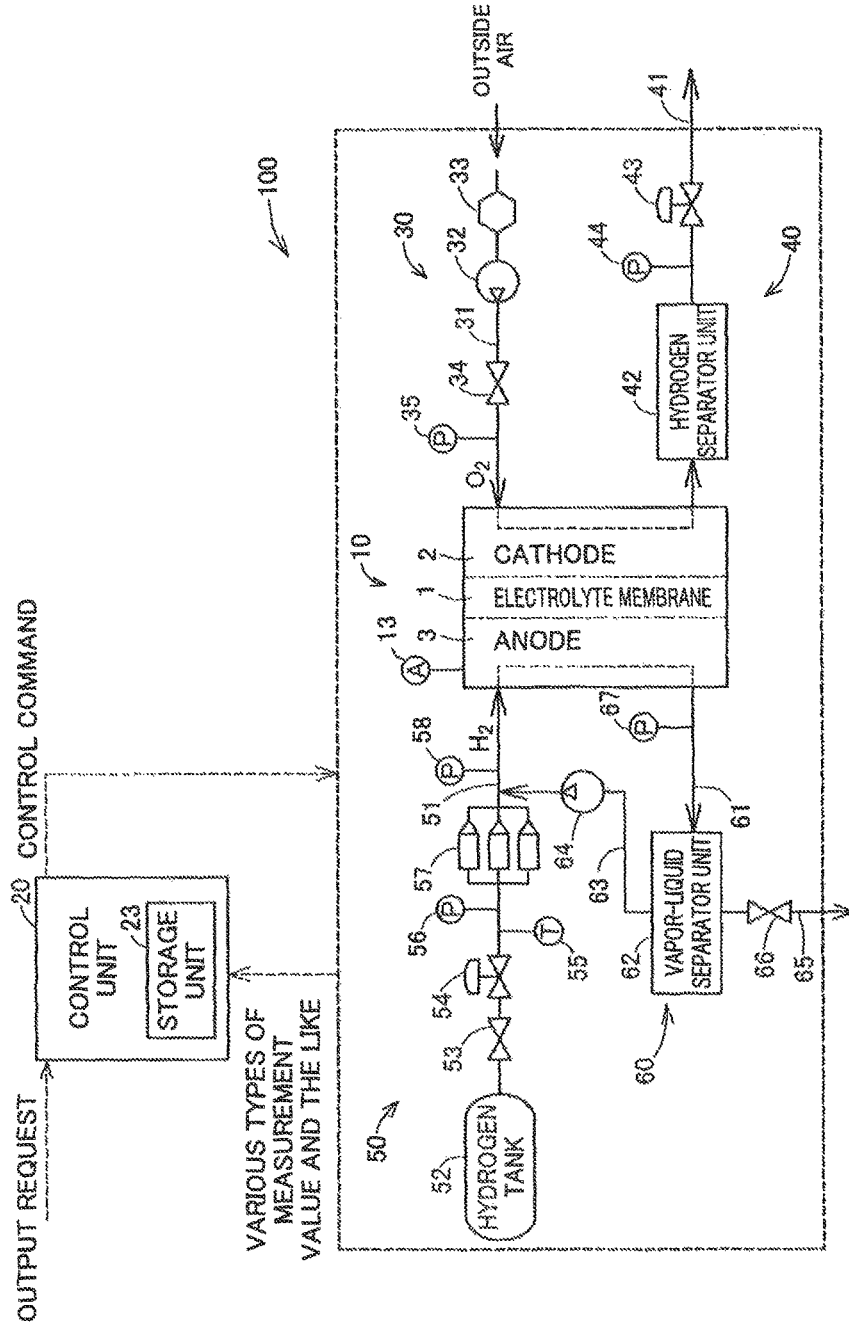 OUTPUT REQUEST
CONTROL COMMAND
20
CONTROL
UNIT
23
STORAGE
UNIT
100
VARIOUS TYPES OF
MEASUREMENT
VALUE AND THE LIKE
50
52
HYDROGEN
TANK
53
54
55
T
56
P
57
51
58
P
H2
13
A
10
3
ANODE
1
ELECTROLYTE MEMBRANE
2
CATHODE
O2
35
P
34
31
32
30
33
OUTSIDE
AIR
60
62
VAPOR-LIQUID
SEPARATOR UNIT
63
64
61
67
P
66
65
42
HYDROGEN
SEPARATOR UNIT
44
P
43
41
40